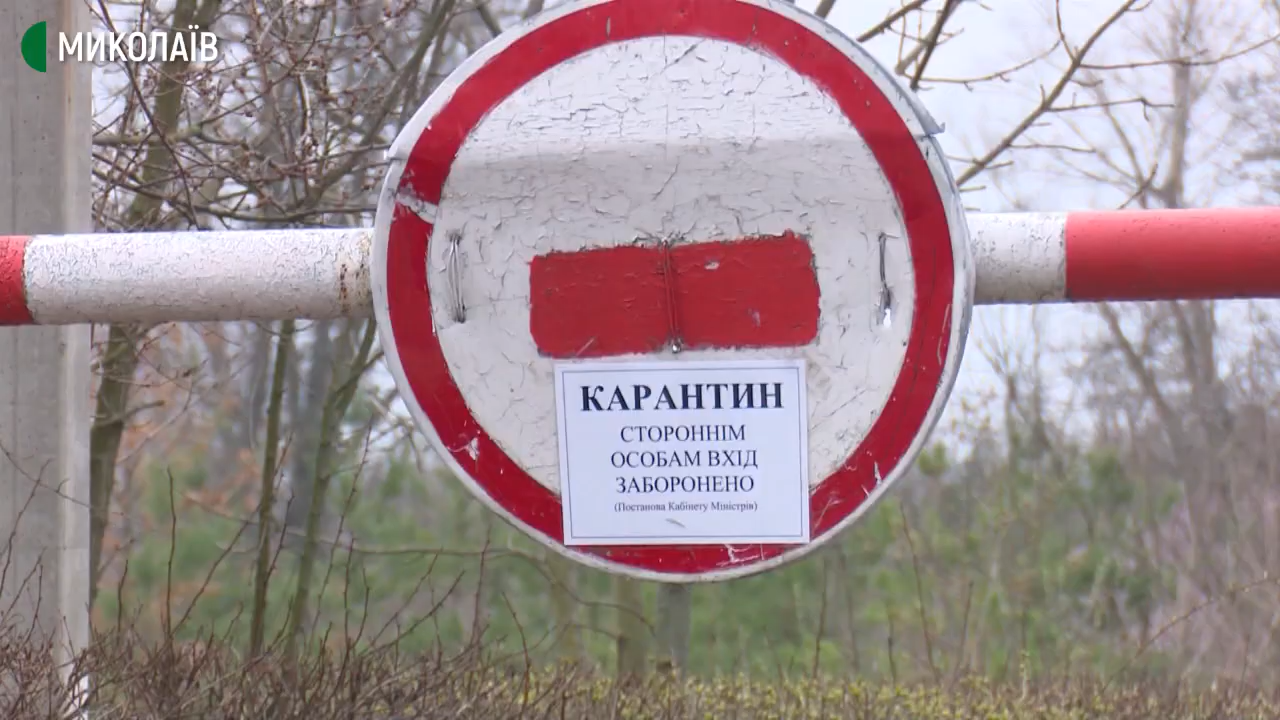 МИКОЛАЇВ
КАРАНТИН
СТОРОННІМ
ОСОБАМ ВХІД
ЗАБОРОНЕНО
(Постанова Кабінету Міністрів)